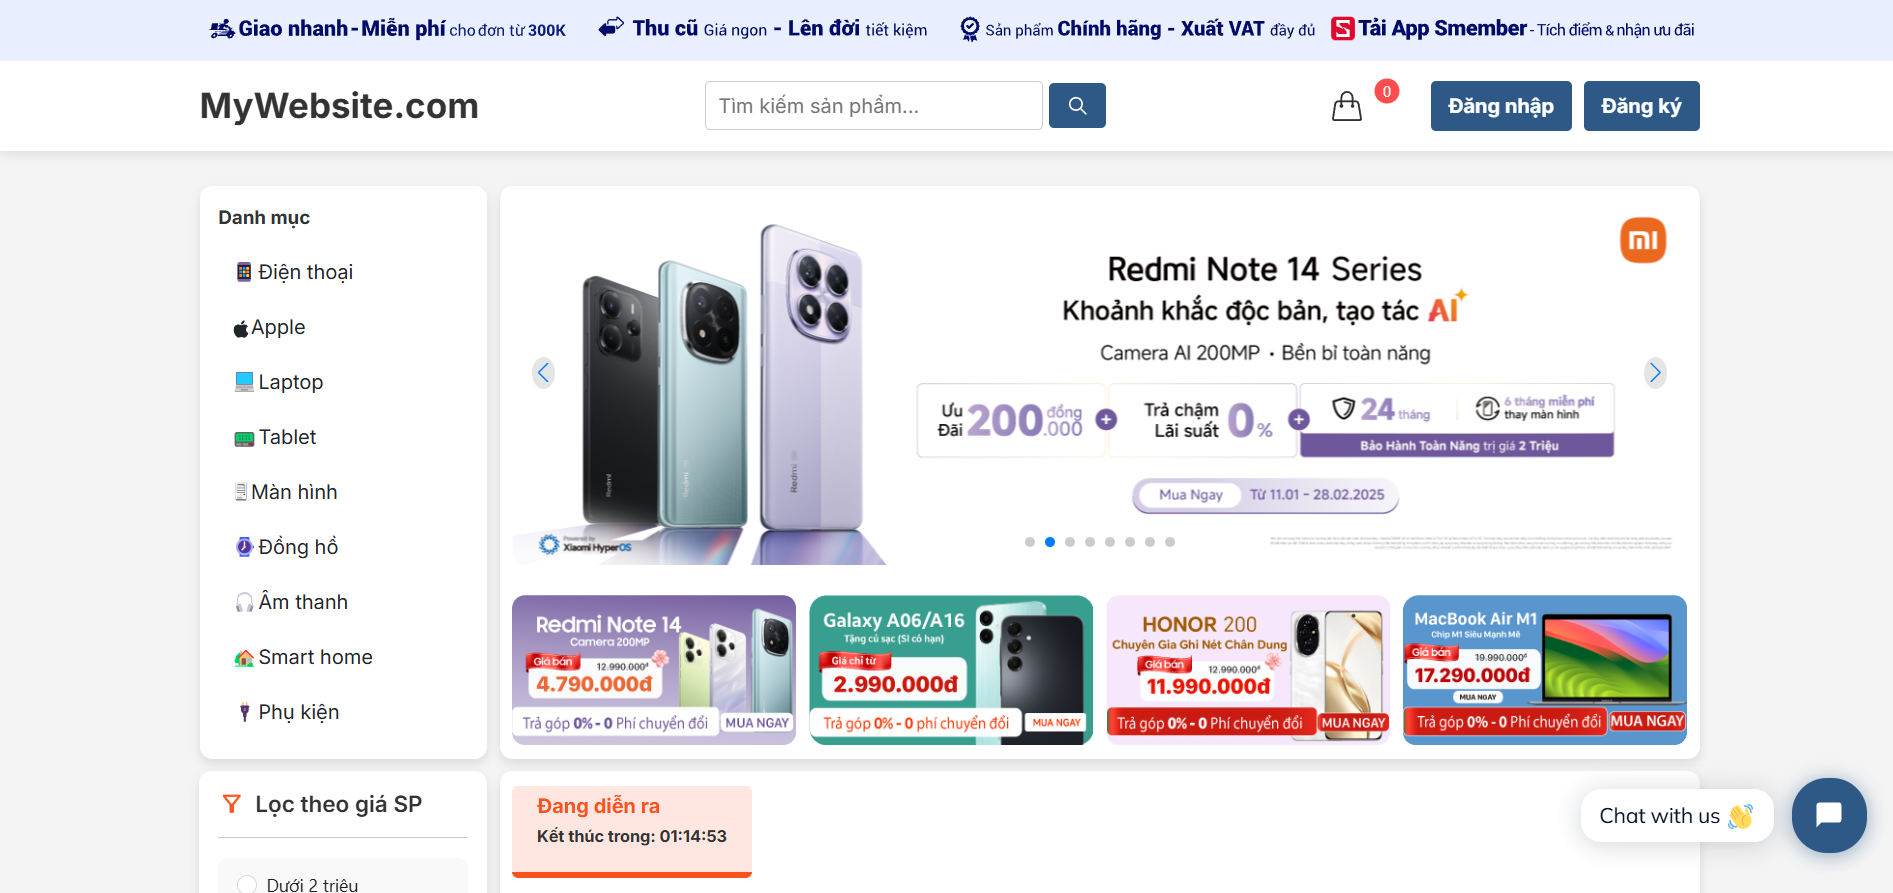 Giao nhanh - Miễn phí cho đơn từ 300K
Thu cũ Giá ngon - Lên đời tiết kiệm
Sản phẩm Chính hãng - Xuất VAT đầy đủ
S Tải App Smember - Tích điểm & nhận ưu đãi
MyWebsite.com
Tìm kiếm sản phẩm...
0
Đăng nhập
Đăng ký
Danh mục
Điện thoại
Apple
Laptop
Tablet
Màn hình
Đồng hồ
Âm thanh
Smart home
Phụ kiện
mi
Redmi Note 14 Series
Khoảnh khắc độc bản, tạo tác AI
Camera AI 200MP • Bền bỉ toàn năng
Ưu Đãi 200.000 đồng
+
Trả chậm Lãi suất 0%
+
24 tháng
6 tháng miễn phí
thay màn hình
Bảo Hành Toàn Năng trị giá 2 Triệu
Mua Ngay Từ 11.01 - 28.02.2025
Redmi
Redmi
Redmi
Powered by
Xiaomi HyperOS
Redmi Note 14
Camera 200MP
Giá bán
12.990.000đ
4.790.000đ
Trả góp 0% - 0 Phí chuyển đổi
MUA NGAY
Galaxy A06/A16
Tặng củ sạc (Sl có hạn)
Giá chỉ từ
2.990.000đ
Trả góp 0% - 0 phí chuyển đổi
MUA NGAY
HONOR 200
Chuyên Gia Ghi Nét Chân Dung
Giá bán
12.990.000đ
11.990.000đ
Trả góp 0% - 0 Phí chuyển đổi
MUA NGAY
MacBook Air M1
Chip M1 Siêu Mạnh Mẽ
Giá bán
19.990.000đ
17.290.000đ
MUA NGAY
Trả góp 0% - 0 Phí chuyển đổi
MUA NGAY
Lọc theo giá SP
Dưới 2 triệu
Đang diễn ra
Kết thúc trong: 01:14:53
Chat with us